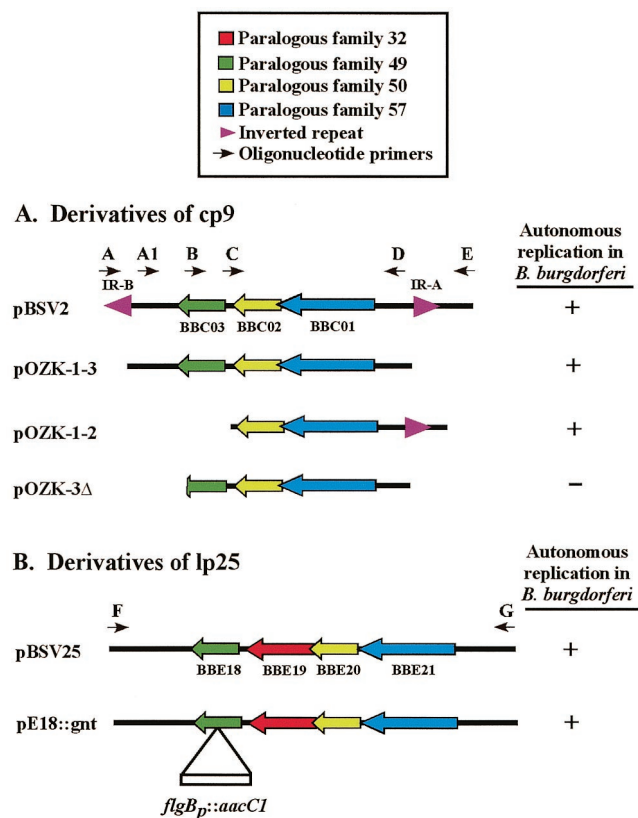 Paralogous family 32
Paralogous family 49
Paralogous family 50
Paralogous family 57
Inverted repeat
Oligonucleotide primers
A. Derivatives of cp9
Autonomous
replication in
B. burgdorferi
A A1 B C D E
IR-B IR-A
pBSV2 +
BBC03 BBC02 BBC01
pOZK-1-3 +
pOZK-1-2 +
pOZK-3Δ −
B. Derivatives of lp25
Autonomous
replication in
B. burgdorferi
F G
pBSV25 +
BBE18 BBE19 BBE20 BBE21
pE18::gnt +
flgBp::aacC1